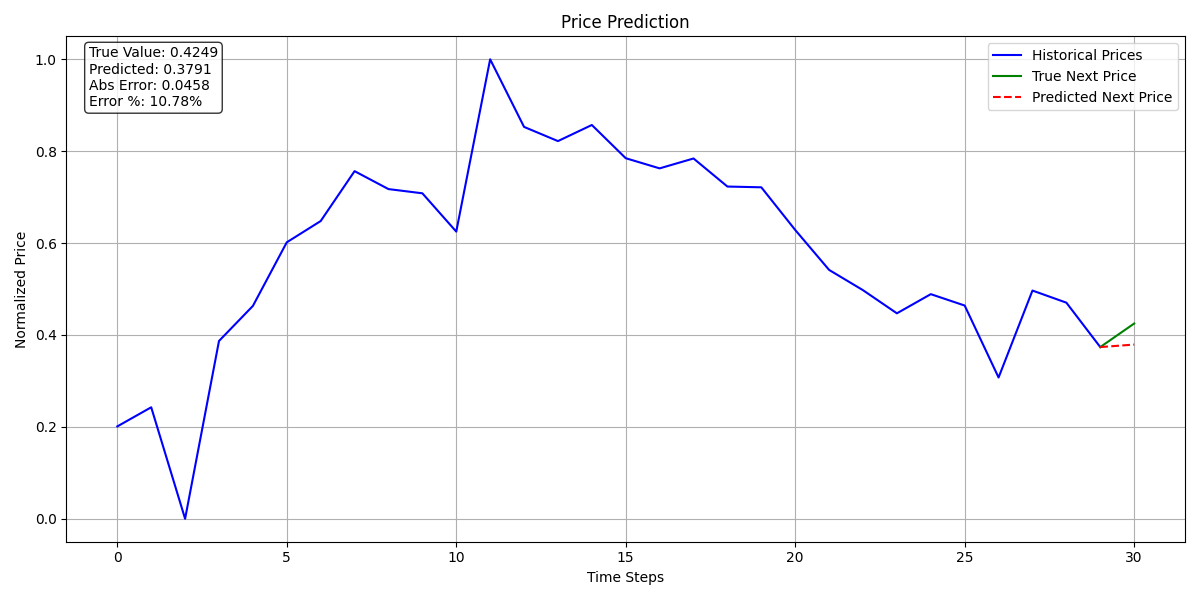 Price Prediction
True Value: 0.4249
Predicted: 0.3791
Abs Error: 0.0458
Error %: 10.78%
Historical Prices
True Next Price
Predicted Next Price
Normalized Price
1.0
0.8
0.6
0.4
0.2
0.0
0 5 10 15 20 25 30
Time Steps